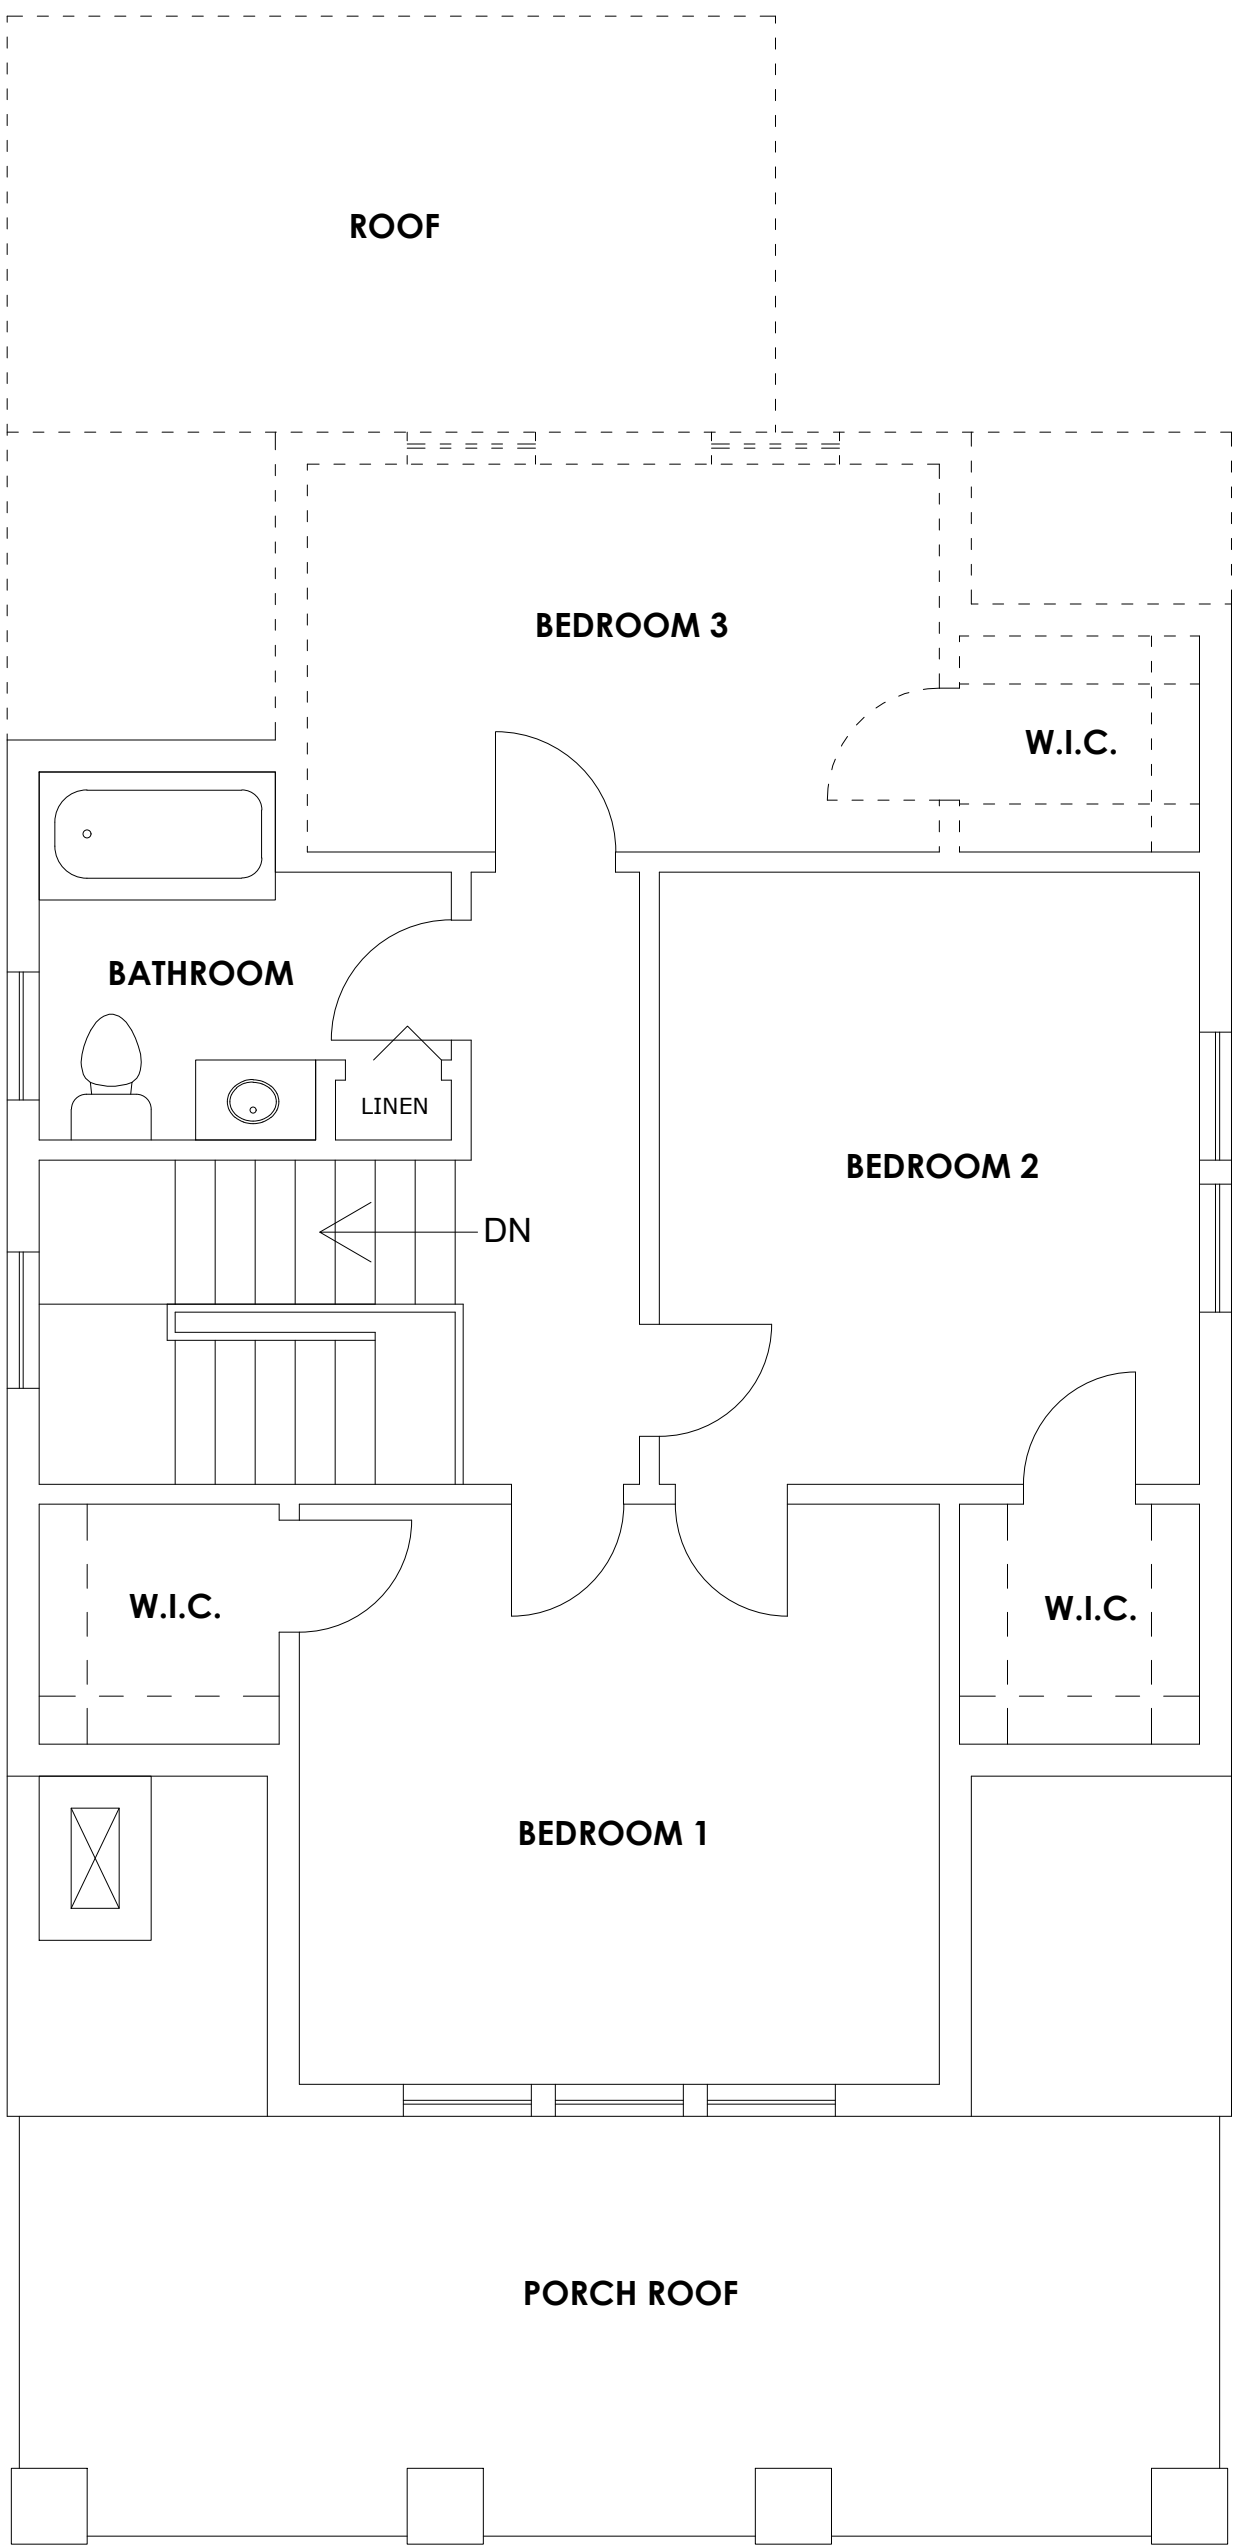 ROOF
BEDROOM 3
W.I.C.
BATHROOM
LINEN
BEDROOM 2
DN
W.I.C.
W.I.C.
BEDROOM 1
PORCH ROOF